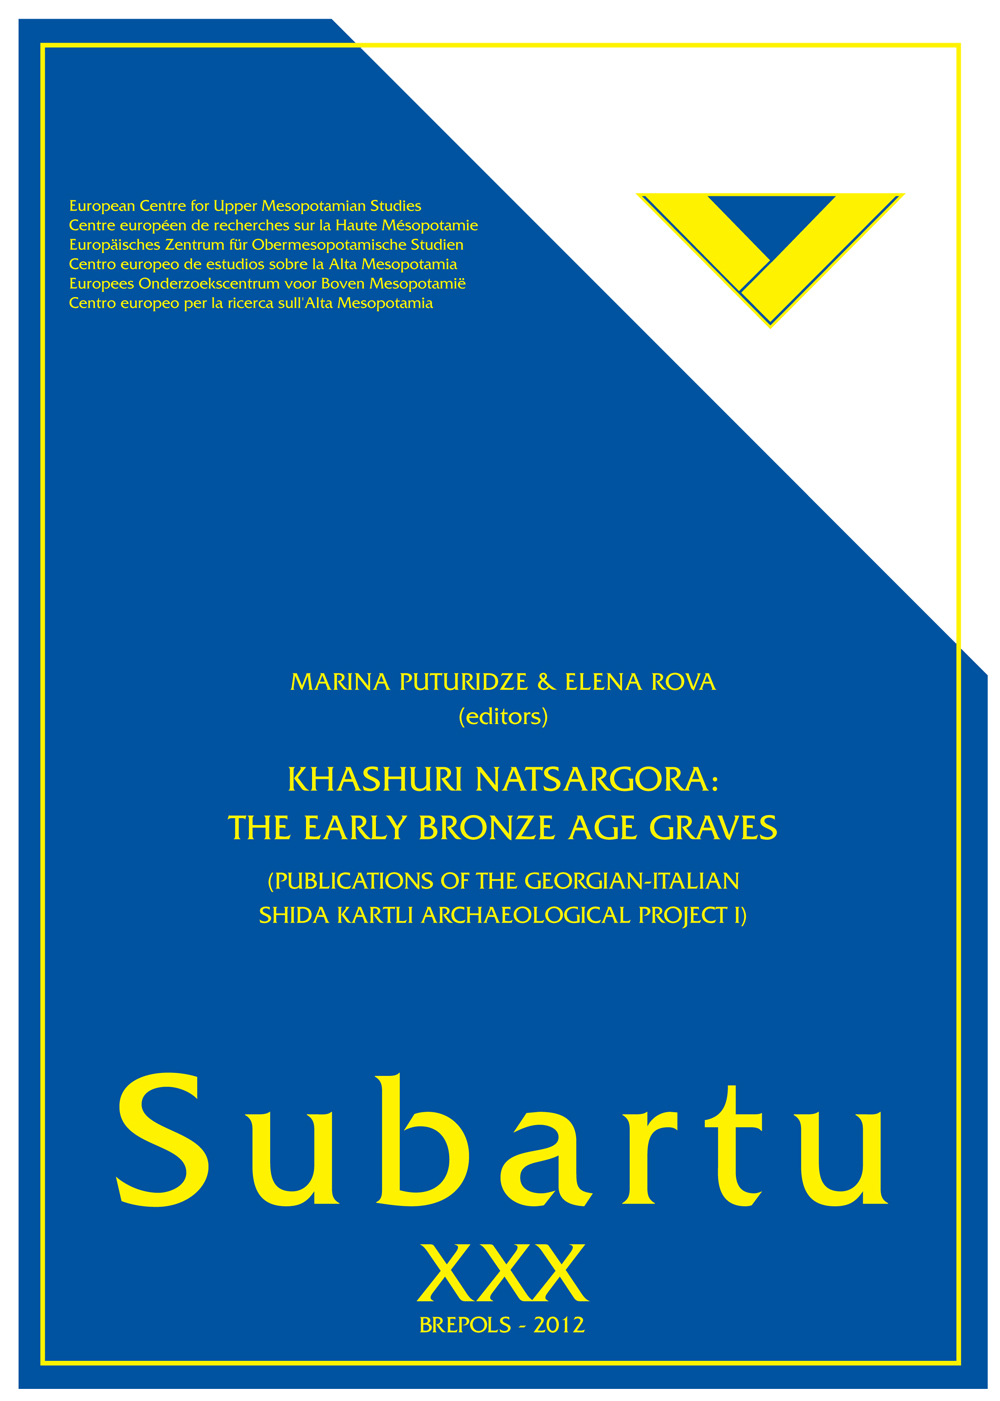 European Centre for Upper Mesopotamian Studies
Centre européen de recherches sur la Haute Mésopotamie
Europäisches Zentrum für Obermesopotamische Studien
Centro europeo de estudios sobre la Alta Mesopotamia
Europees Onderzoekscentrum voor Boven Mesopotamië
Centro europeo per la ricerca sull'Alta Mesopotamia
MARINA PUTURIDZE & ELENA ROVA
(editors)
KHASHURI NATSARGORA:
THE EARLY BRONZE AGE GRAVES
(PUBLICATIONS OF THE GEORGIAN-ITALIAN
SHIDA KARTLI ARCHAEOLOGICAL PROJECT I)
Subartu
XXX
BREPOLS - 2012